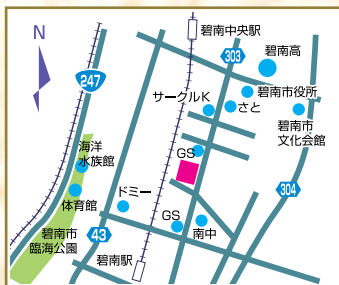 碧南中央駅
N
303
碧南高
247
サークルK
碧南市役所
さと
碧南市
文化会館
海洋
水族館
GS
体育館
ドミー
304
GS
南中
碧南市
臨海公園
43
碧南駅